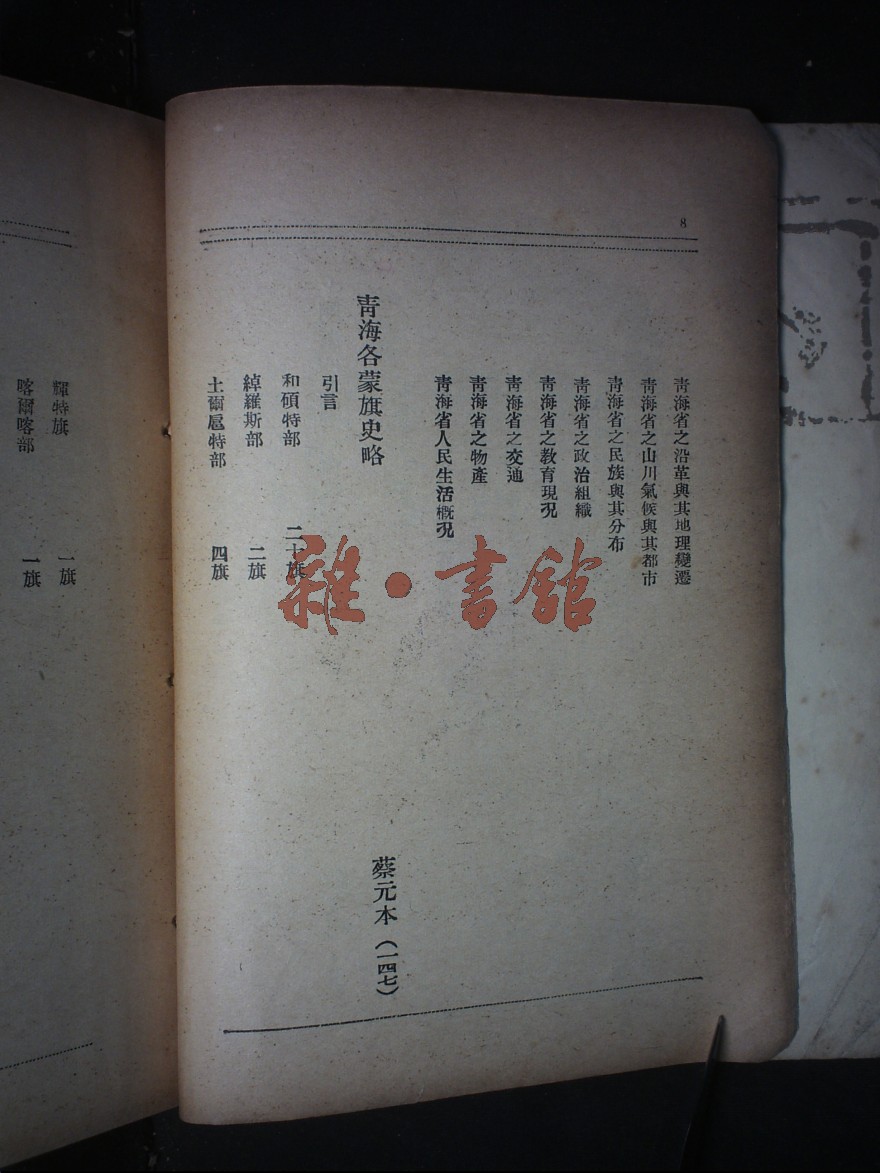 8
青海省之沿革與其地理變遷
青海省之山川氣候與其都市
青海省之民族與其分布
青海省之政治組織
青海省之教育現況
青海省之交通
青海省之物產
青海省人民生活概況
青海各蒙旗史略 蔡元本(一四七)
引言
和碩特部 二十旗
綽羅斯部 二旗
土爾扈特部 四旗
輝特旗 一旗
喀爾喀部 一旗
雜·書館